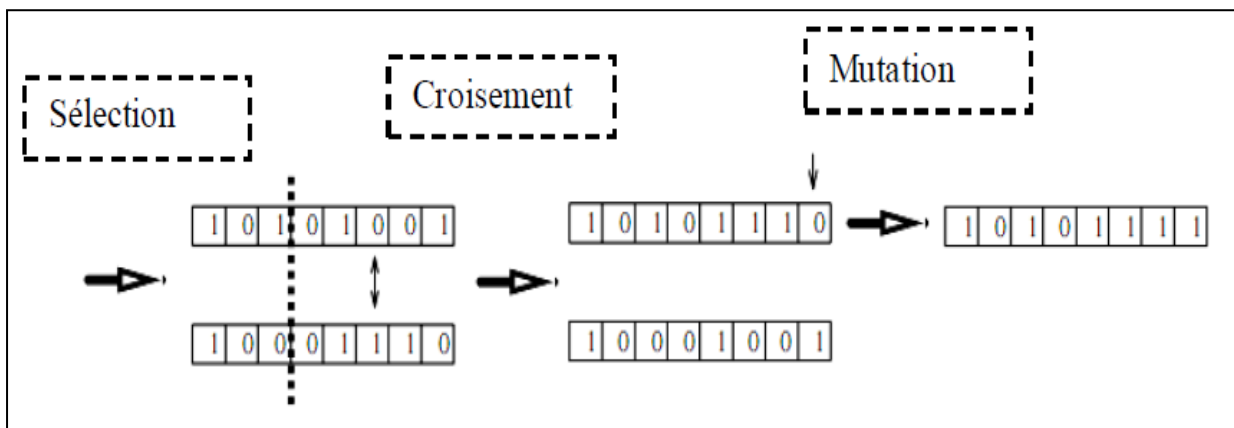 Sélection
Croisement
Mutation
1 0 1 0 1 0 0 1
1 0 0 0 1 1 1 0
1 0 1 0 1 1 1 0
1 0 0 0 1 0 0 1
1 0 1 0 1 1 1 1